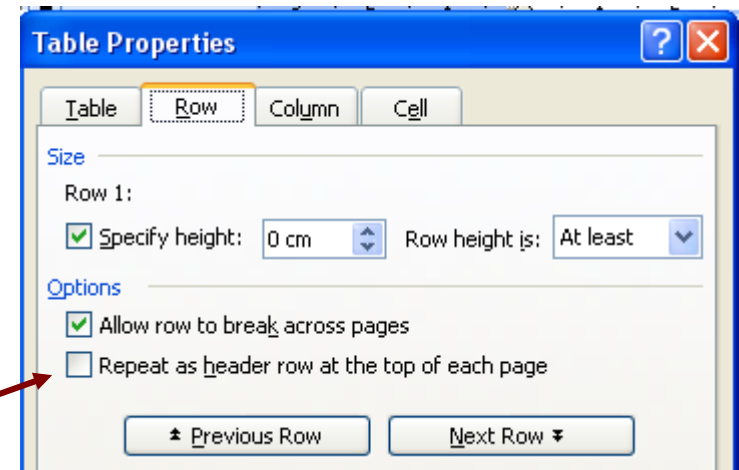 Table Properties
Table Row Column Cell
Size
Row 1:
Specify height: 0 cm Row height is: At least
Options
Allow row to break across pages
Repeat as header row at the top of each page
Previous Row Next Row